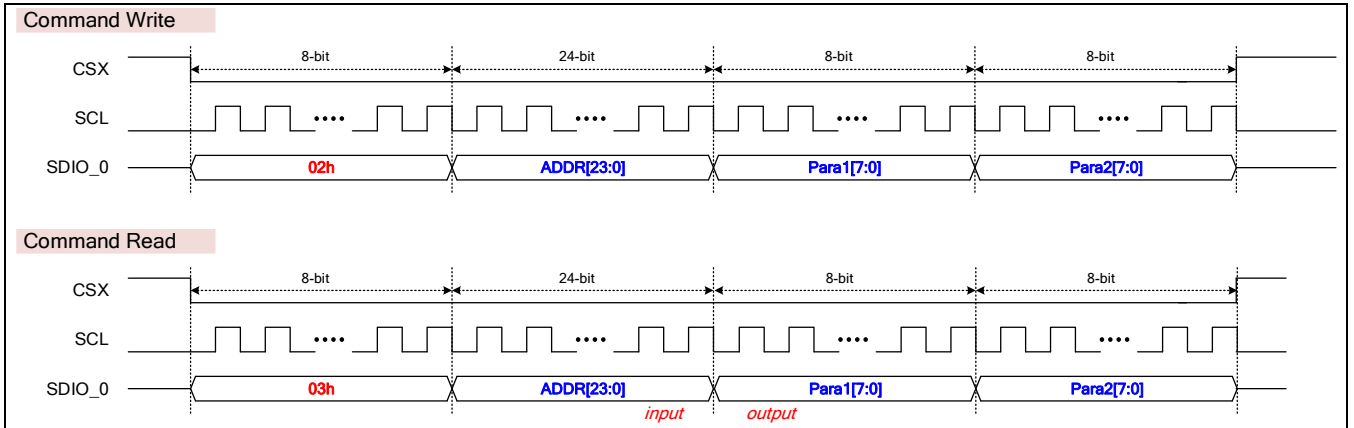 Command Write
8-bit 24-bit 8-bit 8-bit
CSX
SCL
SDIO_0 02h ADDR[23:0] Para1[7:0] Para2[7:0]
Command Read
8-bit 24-bit 8-bit 8-bit
CSX
SCL
SDIO_0 03h ADDR[23:0] Para1[7:0] Para2[7:0]
input output